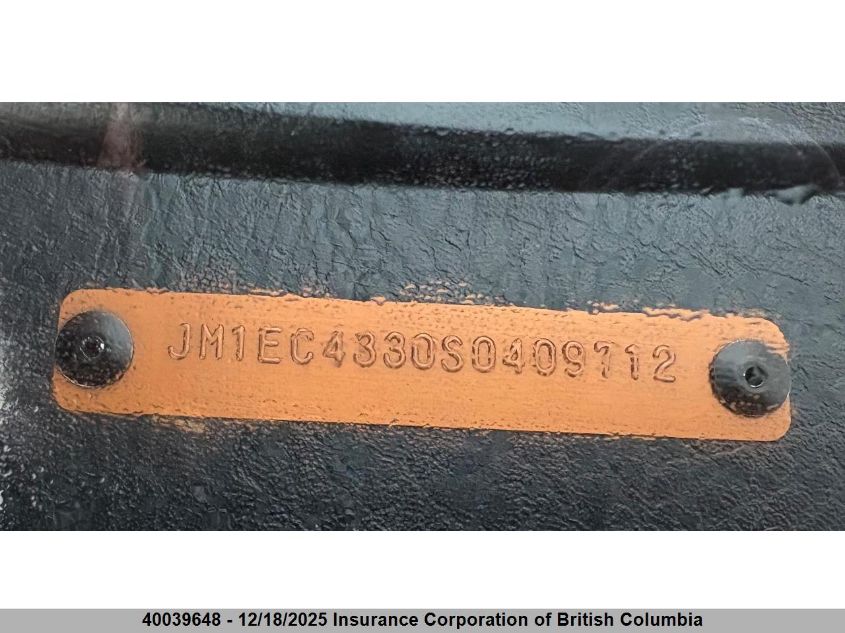 JM1EC4330S0409712
40039648 - 12/18/2025 Insurance Corporation of British Columbia